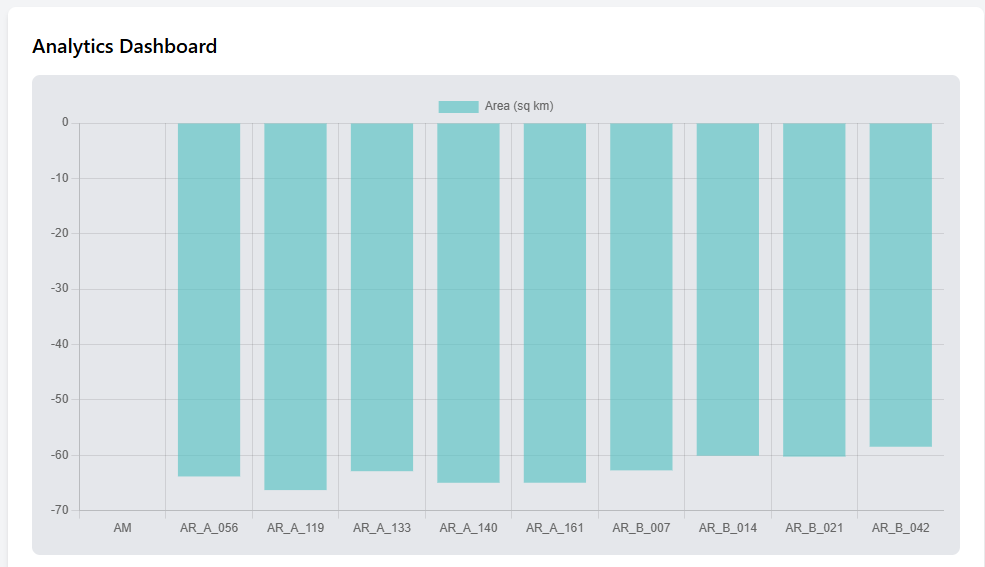 Analytics Dashboard
Area (sq km)
0
-10
-20
-30
-40
-50
-60
-70
AM AR_A_056 AR_A_119 AR_A_133 AR_A_140 AR_A_161 AR_B_007 AR_B_014 AR_B_021 AR_B_042